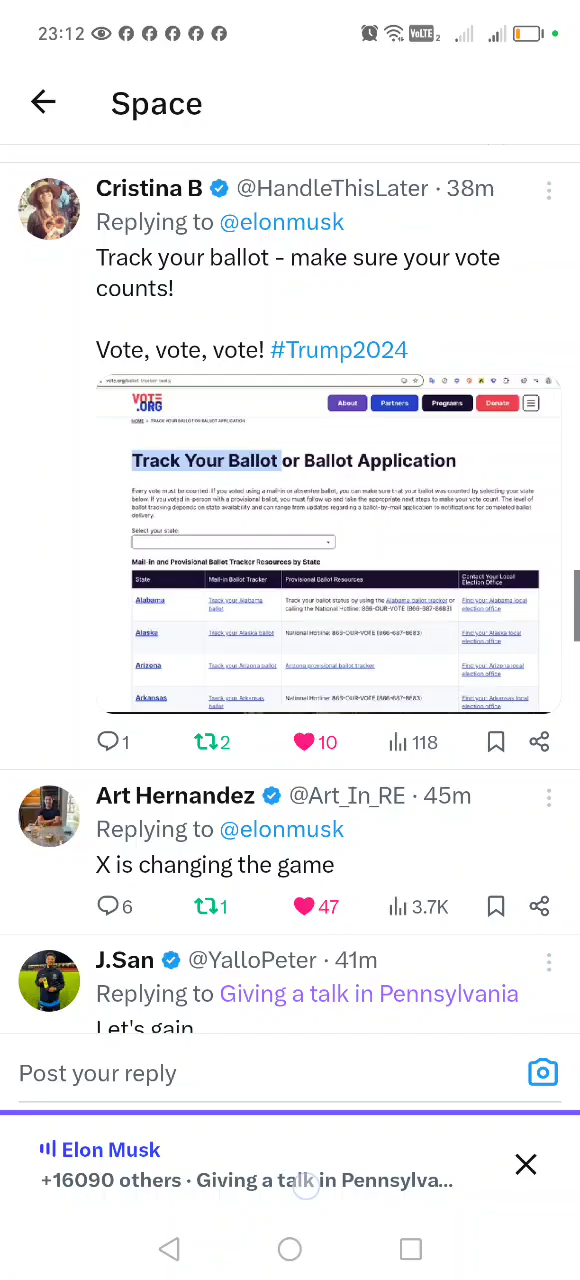 23:12
VoLTE 2
Space
Cristina B @HandleThisLater · 38m
Replying to @elonmusk
Track your ballot - make sure your vote
counts!
Vote, vote, vote! #Trump2024
VOTE
.ORG
About Partners Programs Donate
HOME > TRACK YOUR BALLOT OR BALLOT APPLICATION
Track Your Ballot or Ballot Application
Every vote must be counted. If you voted using a mail-in or absentee ballot, you can make sure that your ballot was counted by selecting your state
below. If you voted in-person with a provisional ballot, you must follow up and take the appropriate next steps to make your vote count. The level of
ballot tracking depends on state availability and can range from updates regarding a ballot-by-mail application to notifications for completed ballot
delivery.
Select your state:
Mail-in and Provisional Ballot Tracker Resources by State
State Mail-in Ballot Tracker Provisional Ballot Resources Contact Your Local
Election Office
Alabama Track your Alabama
ballot Track your ballot status by using the Alabama ballot tracker or
calling the National Hotline: 866-OUR-VOTE (866-687-8683) Find your Alabama local
election office
Alaska Track your Alaska ballot National Hotline: 866-OUR-VOTE (866-687-8683) Find your Alaska local
election office
Arizona Track your Arizona ballot Arizona provisional ballot tracker Find your Arizona local
election office
Arkansas Track your Arkansas
ballot National Hotline: 866-OUR-VOTE (866-687-8683) Find your Arkansas local
election office
1 2 10 118
Art Hernandez @Art_In_RE · 45m
Replying to @elonmusk
X is changing the game
6 1 47 3.7K
J.San @YalloPeter · 41m
Replying to Giving a talk in Pennsylvania
Let's gain
Post your reply
Elon Musk
+16090 others · Giving a talk in Pennsylva...